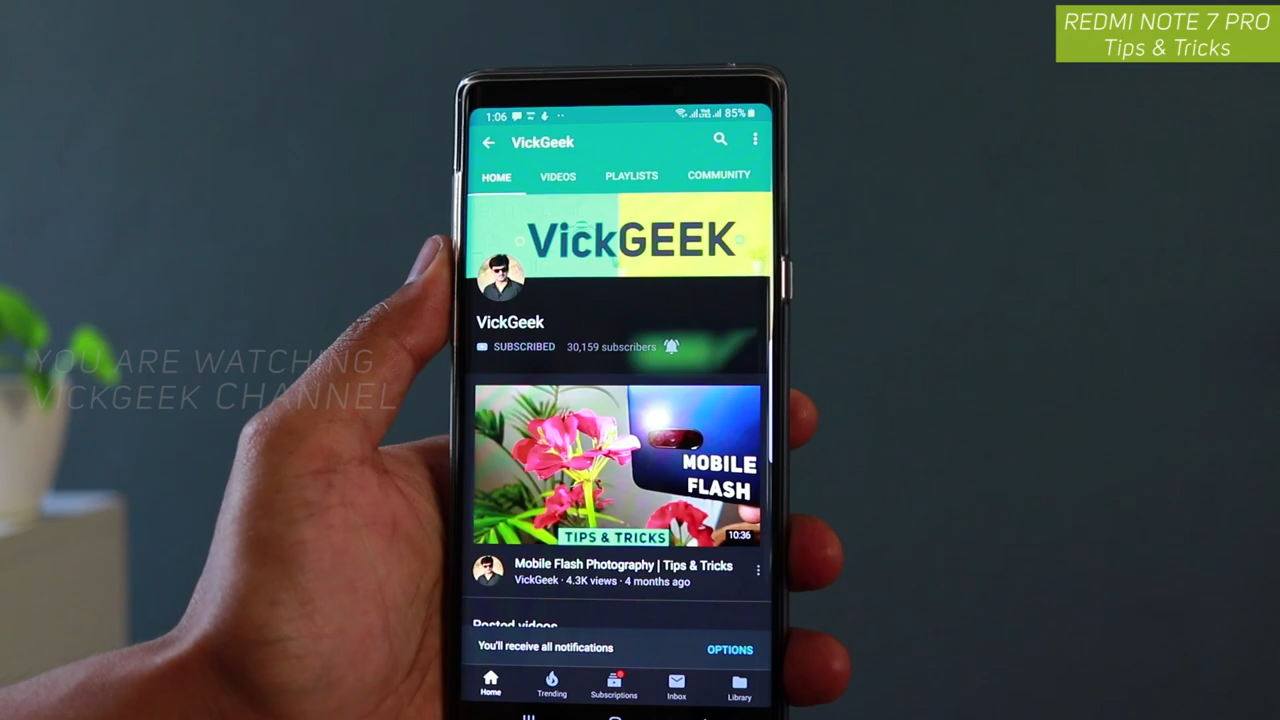 REDMI NOTE 7 PRO
Tips & Tricks
1:06
85%
VickGeek
HOME VIDEOS PLAYLISTS COMMUNITY
VickGEEK
VickGeek
SUBSCRIBED 30,159 subscribers
YOU ARE WATCHING
VICKGEEK CHANNEL
MOBILE
FLASH
TIPS & TRICKS
10:36
Mobile Flash Photography | Tips & Tricks
VickGeek · 4.3K views · 4 months ago
Posted videos
You'll receive all notifications OPTIONS
Home Trending Subscriptions Inbox Library